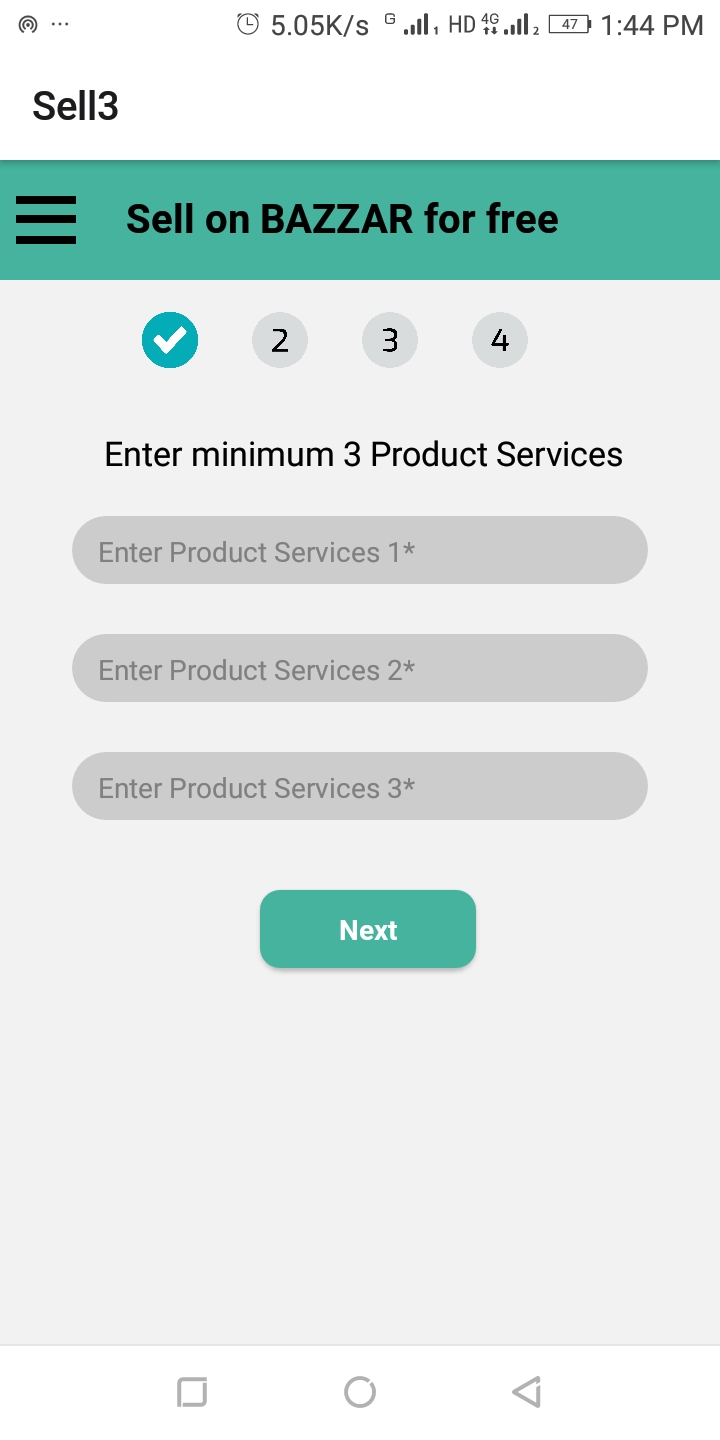 5.05K/s G 1 HD 4G 2 47 1:44 PM
Sell3
Sell on BAZZAR for free
2 3 4
Enter minimum 3 Product Services
Enter Product Services 1*
Enter Product Services 2*
Enter Product Services 3*
Next